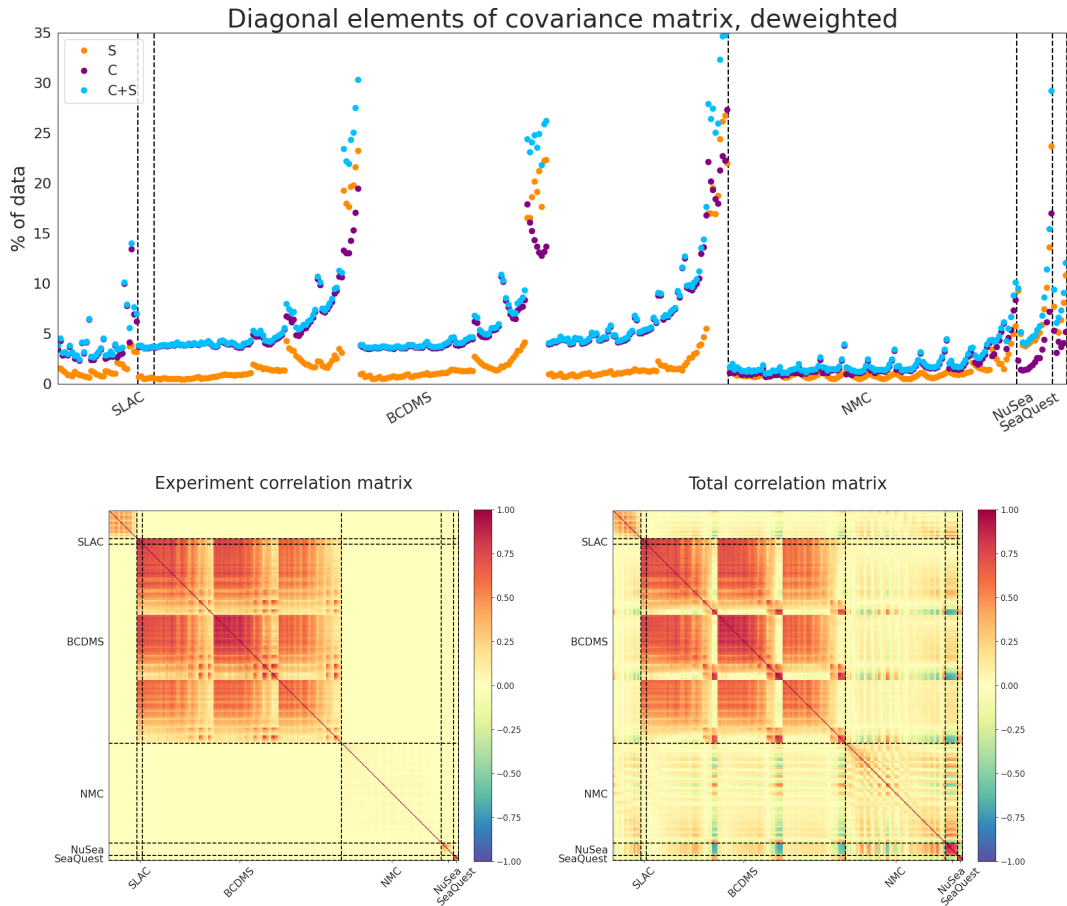 Diagonal elements of covariance matrix, deweighted
35
30
25
20
15
10
5
0
% of data
S
C
C+S
SLAC
BCDMS
NMC
NuSea
SeaQuest
Experiment correlation matrix
SLAC
BCDMS
NMC
NuSea
SeaQuest
SLAC
BCDMS
NMC
NuSea
SeaQuest
1.00
0.75
0.50
0.25
0.00
−0.25
−0.50
−0.75
−1.00
Total correlation matrix
SLAC
BCDMS
NMC
NuSea
SeaQuest
SLAC
BCDMS
NMC
NuSea
SeaQuest
1.00
0.75
0.50
0.25
0.00
−0.25
−0.50
−0.75
−1.00